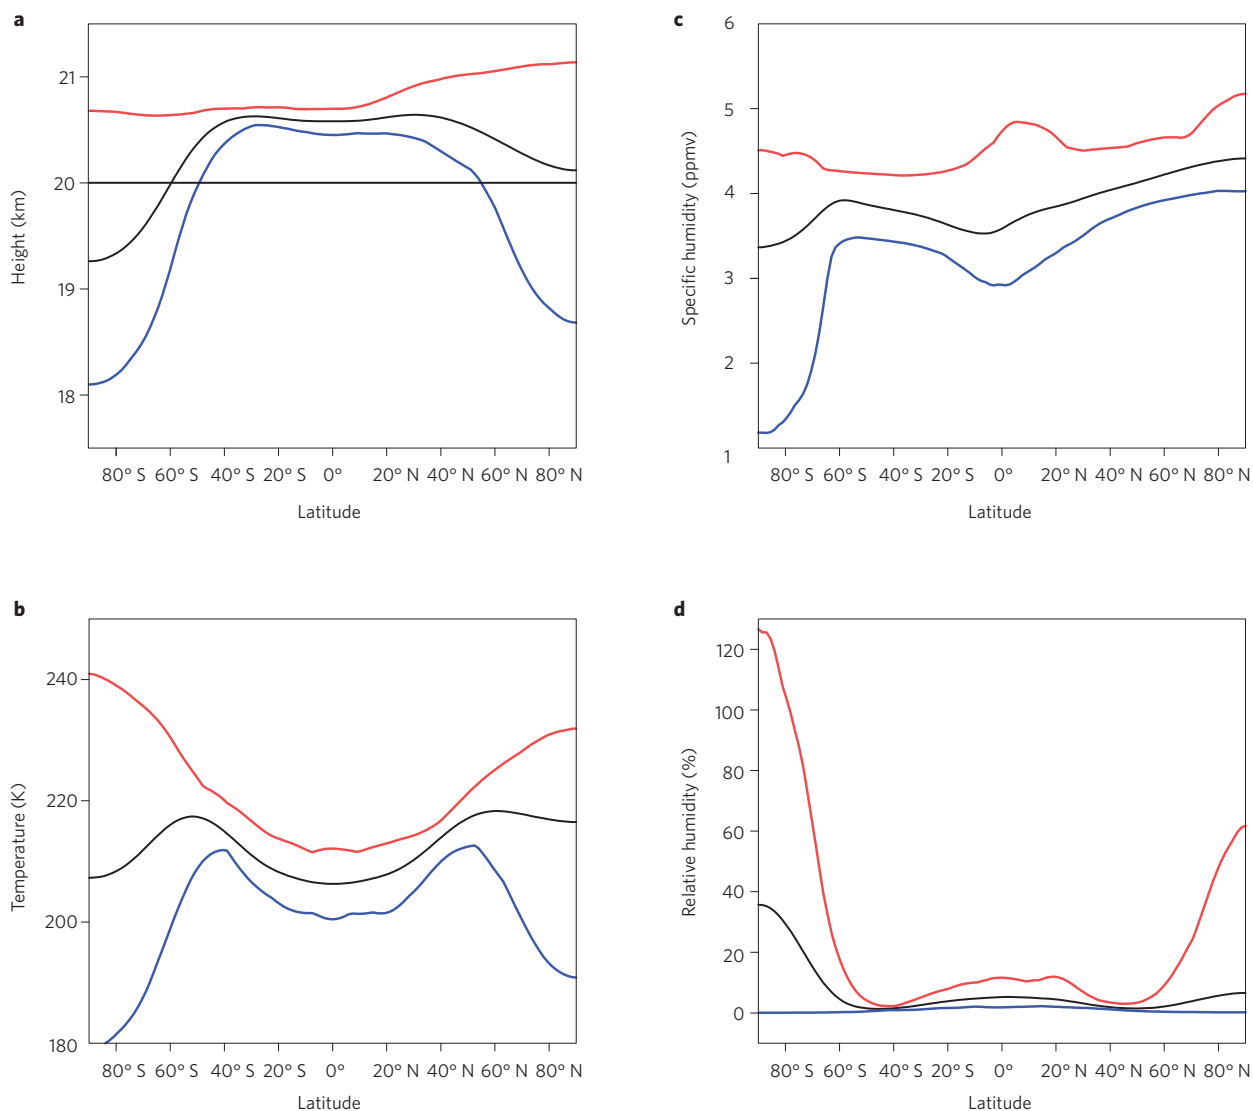 a
21
20
19
18
Height (km)
80° S 60° S 40° S 20° S 0° 20° N 40° N 60° N 80° N
Latitude
c
6
5
4
3
2
1
Specific humidity (ppmv)
80° S 60° S 40° S 20° S 0° 20° N 40° N 60° N 80° N
Latitude
b
240
220
200
180
Temperature (K)
80° S 60° S 40° S 20° S 0° 20° N 40° N 60° N 80° N
Latitude
d
120
100
80
60
40
20
0
Relative humidity (%)
80° S 60° S 40° S 20° S 0° 20° N 40° N 60° N 80° N
Latitude